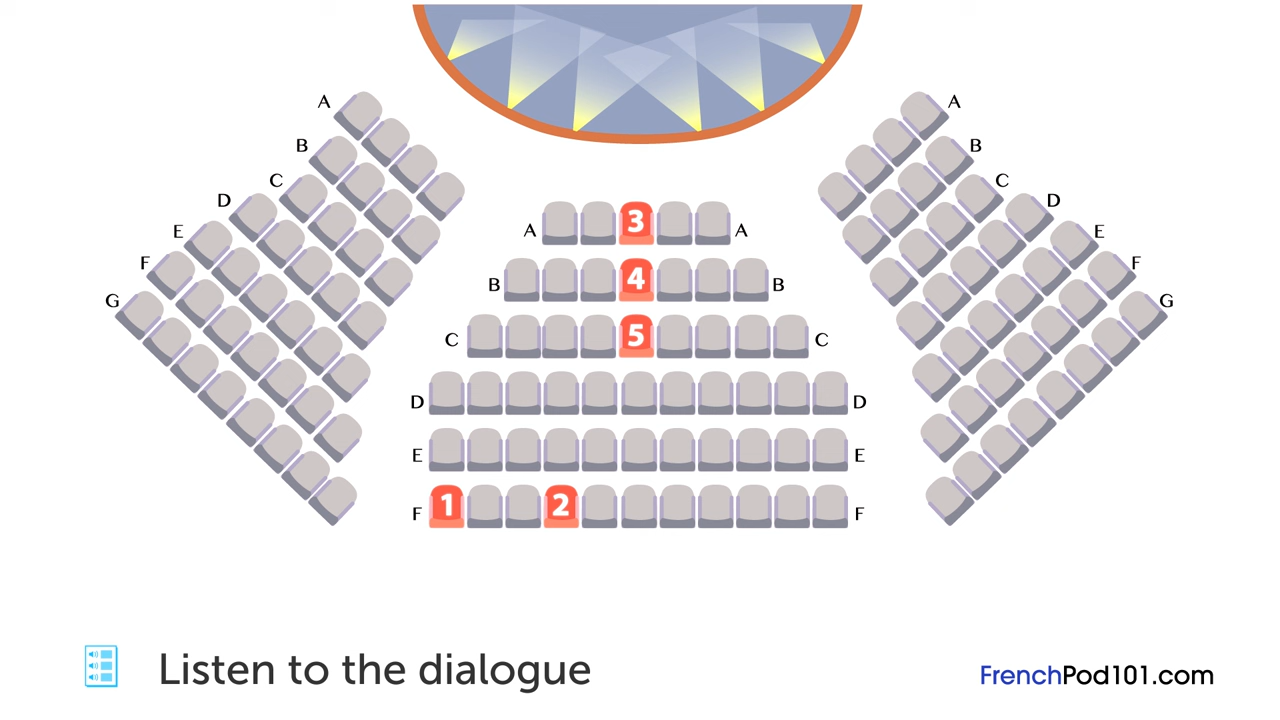 A A
B B
C C
D D
E E
F F
G G
A 3 A
B 4 B
C 5 C
D D
E E
F 1 2 F
Listen to the dialogue
FrenchPod101.com